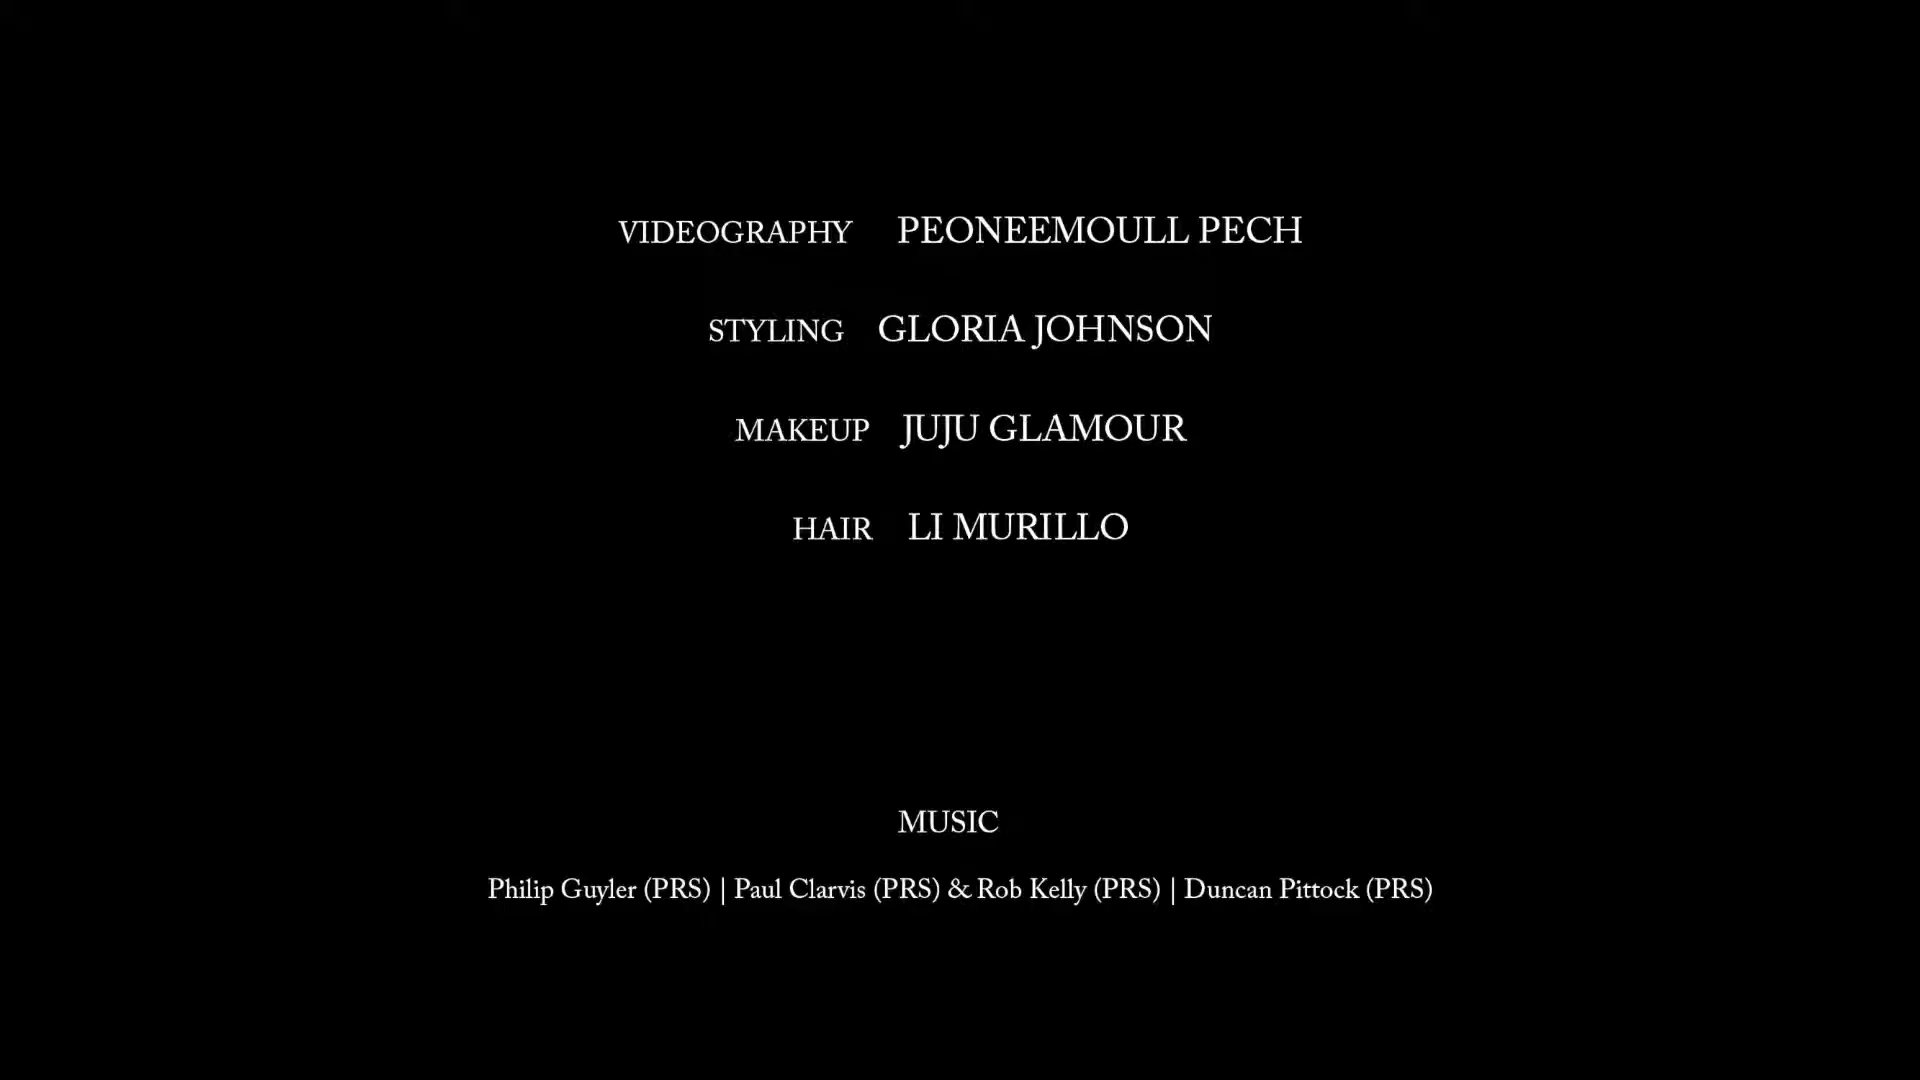 VIDEOGRAPHY PEONEEMOULL PECH
STYLING GLORIA JOHNSON
MAKEUP JUJU GLAMOUR
HAIR LI MURILLO
MUSIC
Philip Guyler (PRS) | Paul Clarvis (PRS) & Rob Kelly (PRS) | Duncan Pittock (PRS)